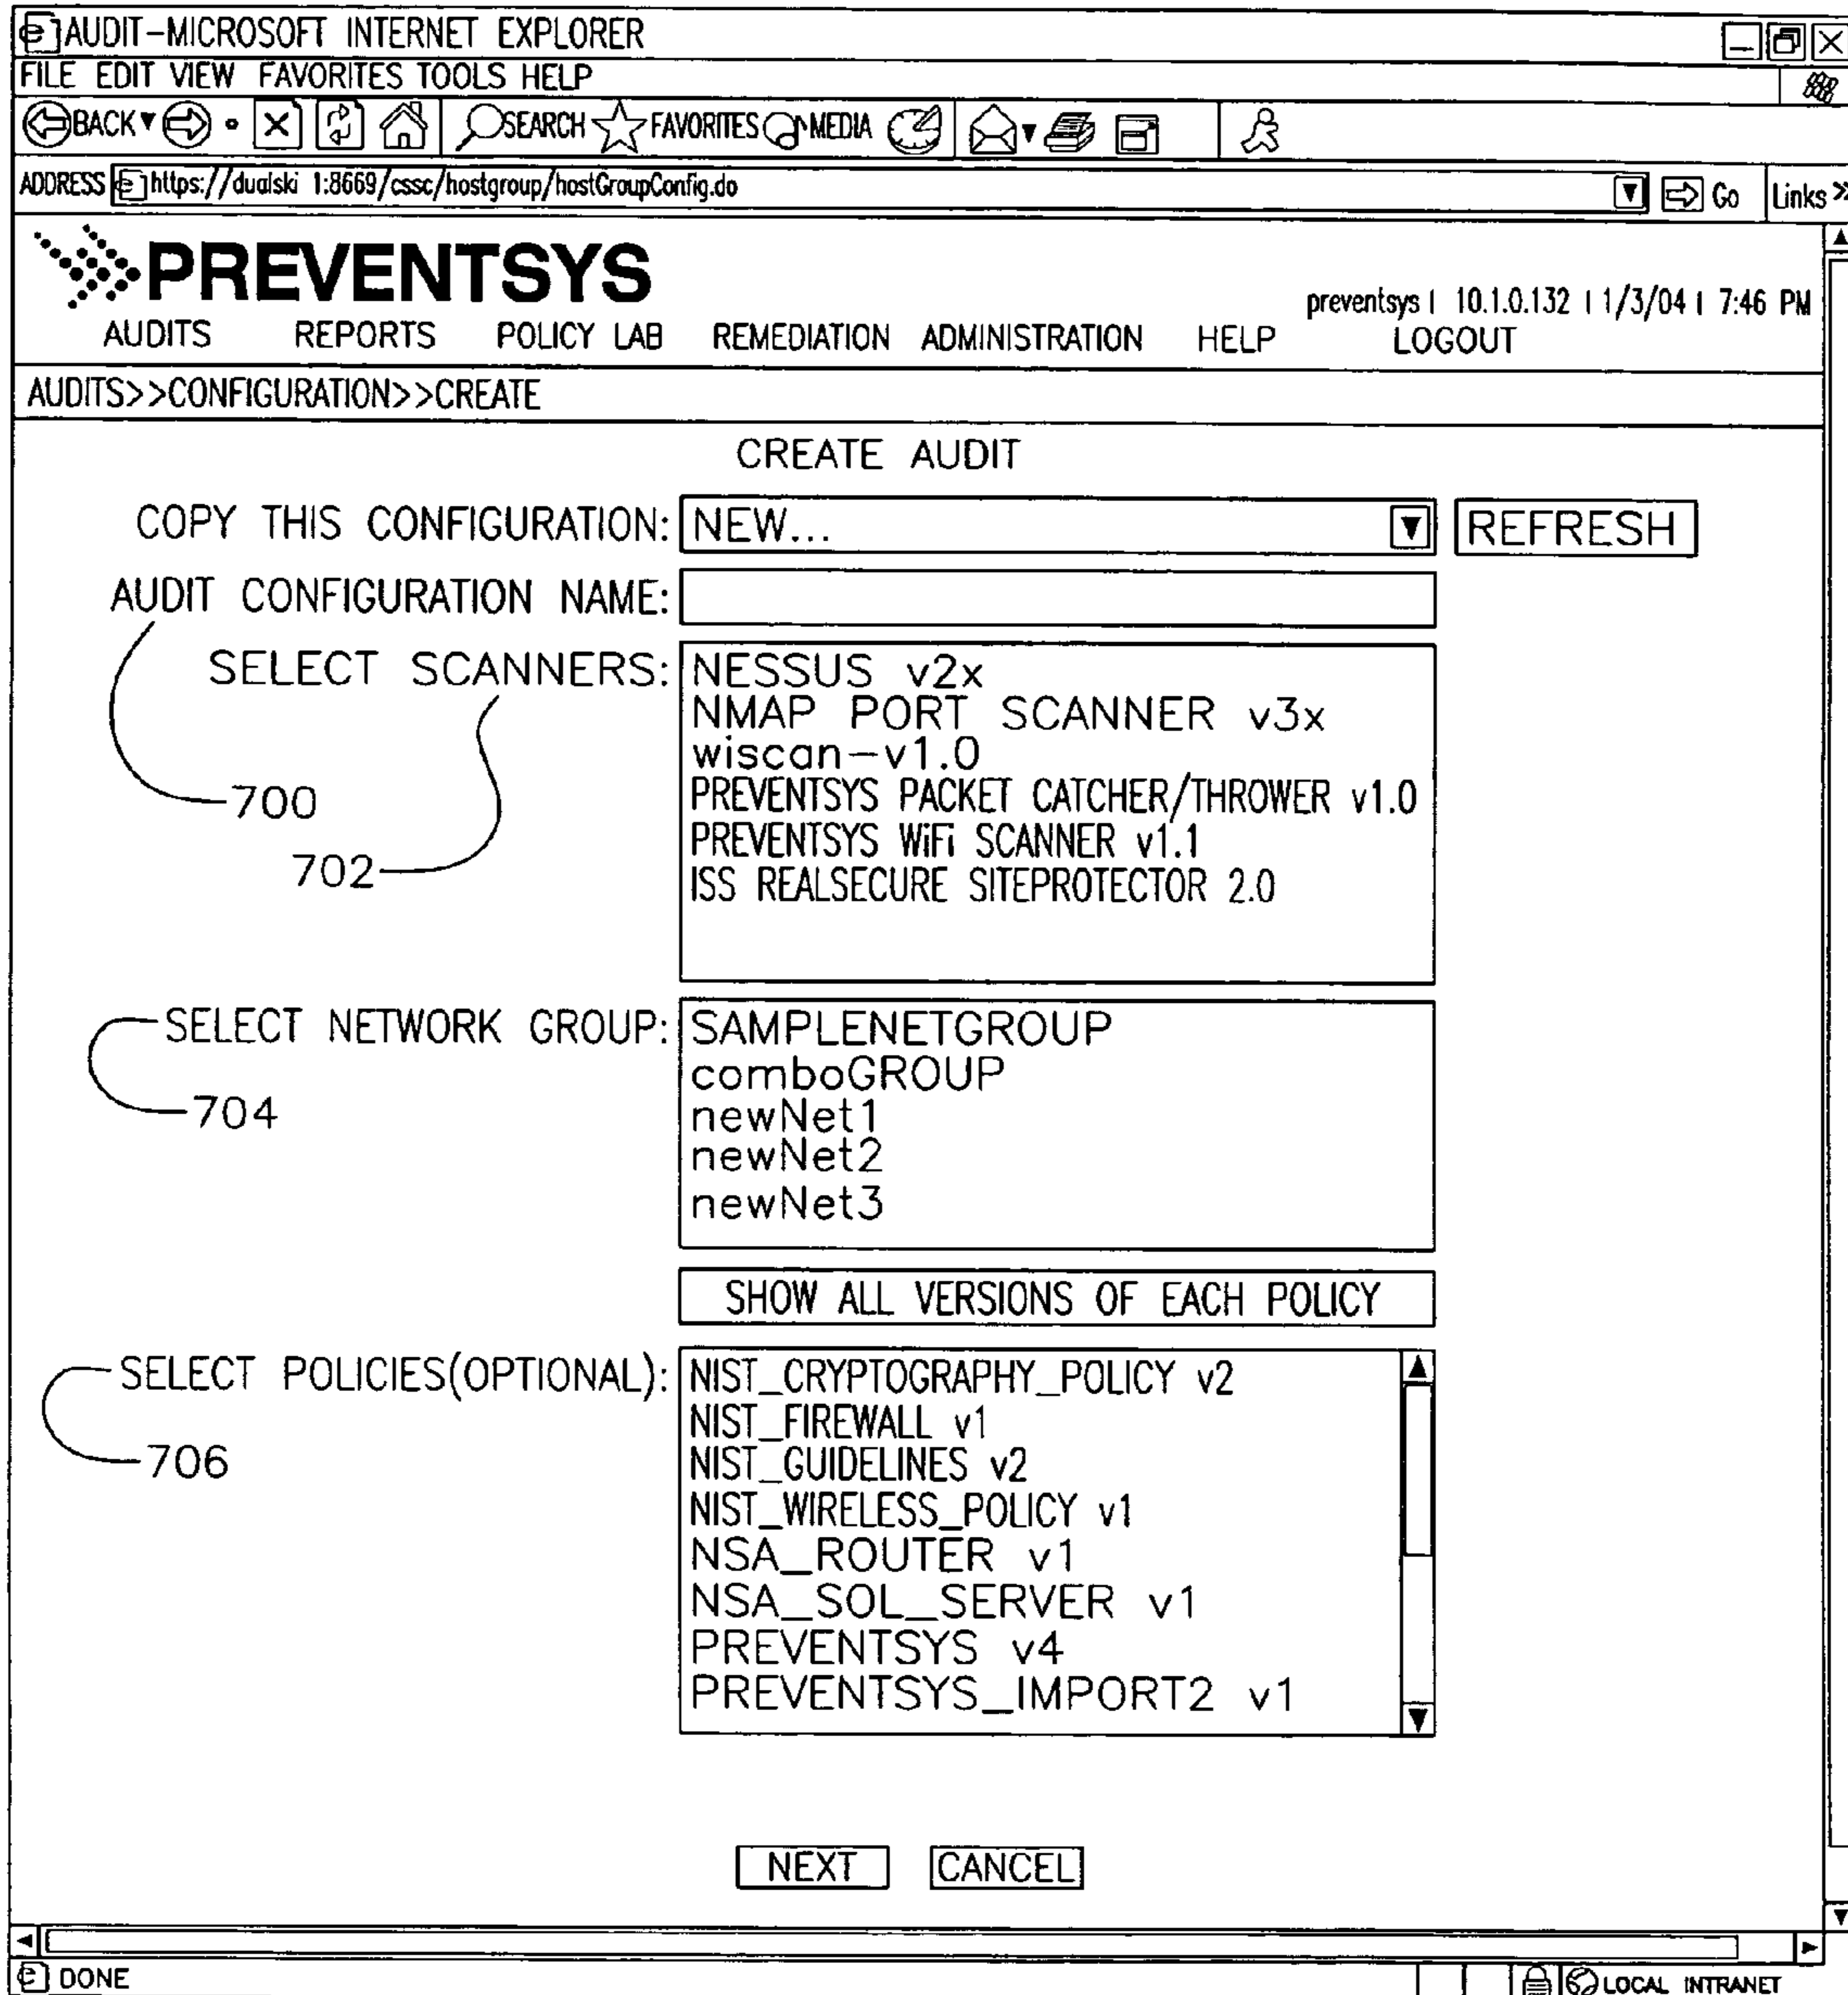 AUDIT-MICROSOFT INTERNET EXPLORER
FILE EDIT VIEW FAVORITES TOOLS HELP
BACK SEARCH FAVORITES MEDIA
ADDRESS https://dualski 1:8669/cssc/hostgroup/hostGroupConfig.do Go Links »
PREVENTSYS
preventsys | 10.1.0.132 | 1/3/04 | 7:46 PM
AUDITS REPORTS POLICY LAB REMEDIATION ADMINISTRATION HELP LOGOUT
AUDITS>>CONFIGURATION>>CREATE
CREATE AUDIT
COPY THIS CONFIGURATION: NEW... REFRESH
AUDIT CONFIGURATION NAME:
700
SELECT SCANNERS:
702
NESSUS v2x
NMAP PORT SCANNER v3x
wiscan-v1.0
PREVENTSYS PACKET CATCHER/THROWER v1.0
PREVENTSYS WiFi SCANNER v1.1
ISS REALSECURE SITEPROTECTOR 2.0
SELECT NETWORK GROUP:
704
SAMPLENETGROUP
comboGROUP
newNet1
newNet2
newNet3
SHOW ALL VERSIONS OF EACH POLICY
SELECT POLICIES(OPTIONAL):
706
NIST_CRYPTOGRAPHY_POLICY v2
NIST_FIREWALL v1
NIST_GUIDELINES v2
NIST_WIRELESS_POLICY v1
NSA_ROUTER v1
NSA_SOL_SERVER v1
PREVENTSYS v4
PREVENTSYS_IMPORT2 v1
NEXT CANCEL
DONE LOCAL INTRANET